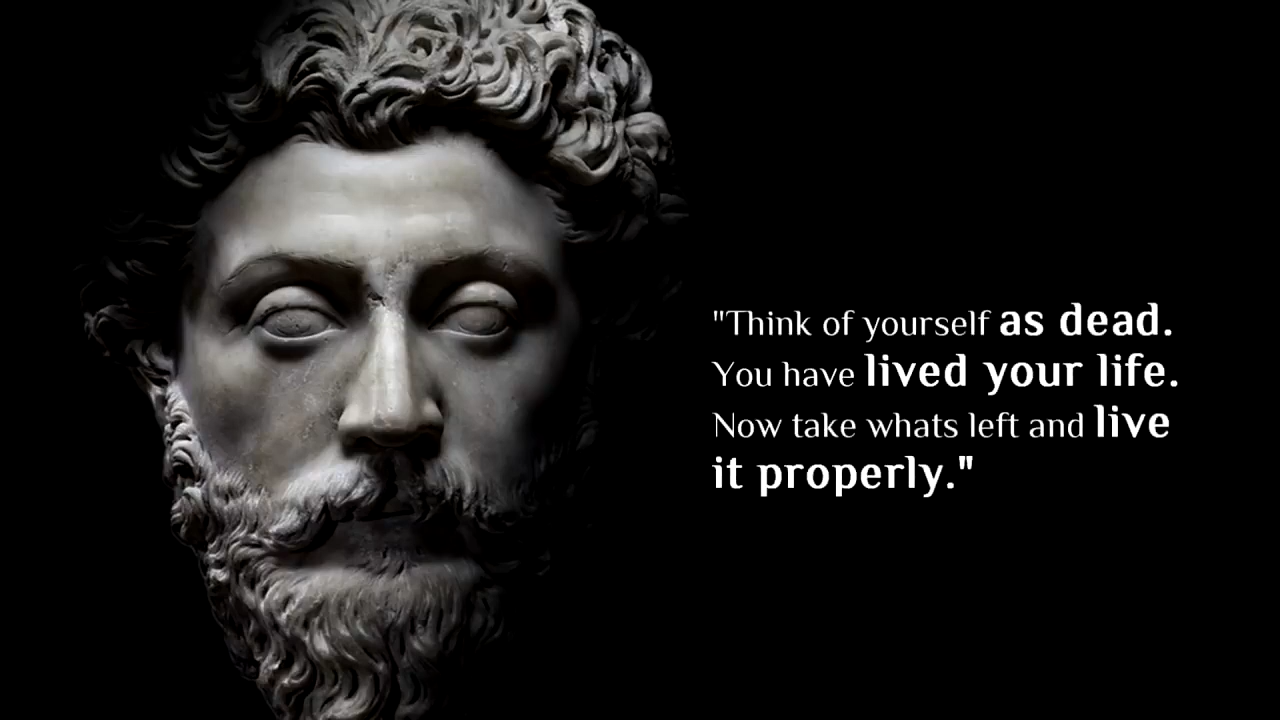 "Think of yourself as dead.
You have lived your life.
Now take whats left and live
it properly."